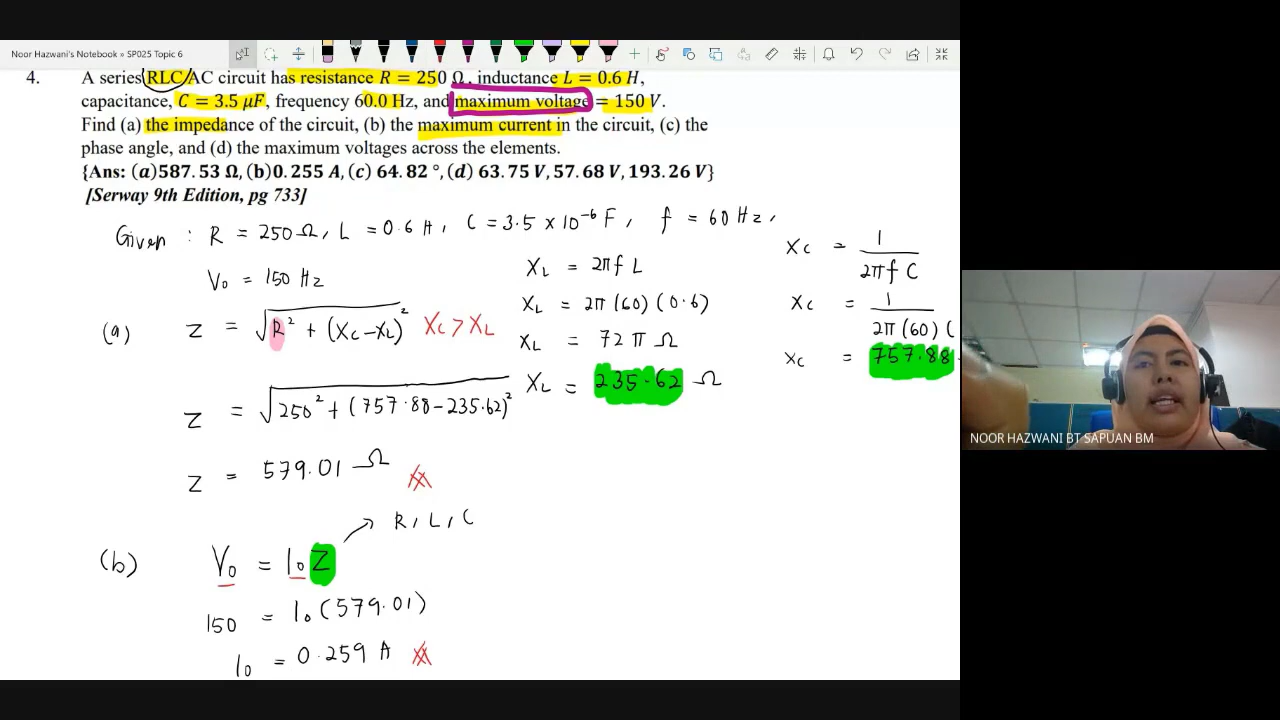 Noor Hazwani's Notebook » SP025 Topic 6
4. A series RLC AC circuit has resistance R = 250 Ω, inductance L = 0.6 H,
capacitance, C = 3.5 μF, frequency 60.0 Hz, and maximum voltage = 150 V.
Find (a) the impedance of the circuit, (b) the maximum current in the circuit, (c) the
phase angle, and (d) the maximum voltages across the elements.
{Ans: (a)587.53 Ω, (b)0.255 A, (c) 64.82 °, (d) 63.75 V, 57.68 V, 193.26 V}
[Serway 9th Edition, pg 733]
Given : R = 250 Ω, L = 0.6 H, C = 3.5 × 10⁻⁶ F, f = 60 Hz,
V₀ = 150 Hz
(a) Z = √R² + (Xc − XL)² Xc > XL
Z = √250² + (757.88 − 235.62)²
Z = 579.01 Ω
XL = 2πf L
XL = 2π (60) (0.6)
XL = 72 π Ω
XL = 235.62 Ω
Xc = 1 / 2πf C
Xc = 1 / 2π (60) (
Xc = 757.88
R, L, C
(b) V₀ = I₀ Z
150 = I₀ (579.01)
I₀ = 0.259 A
NOOR HAZWANI BT SAPUAN BM